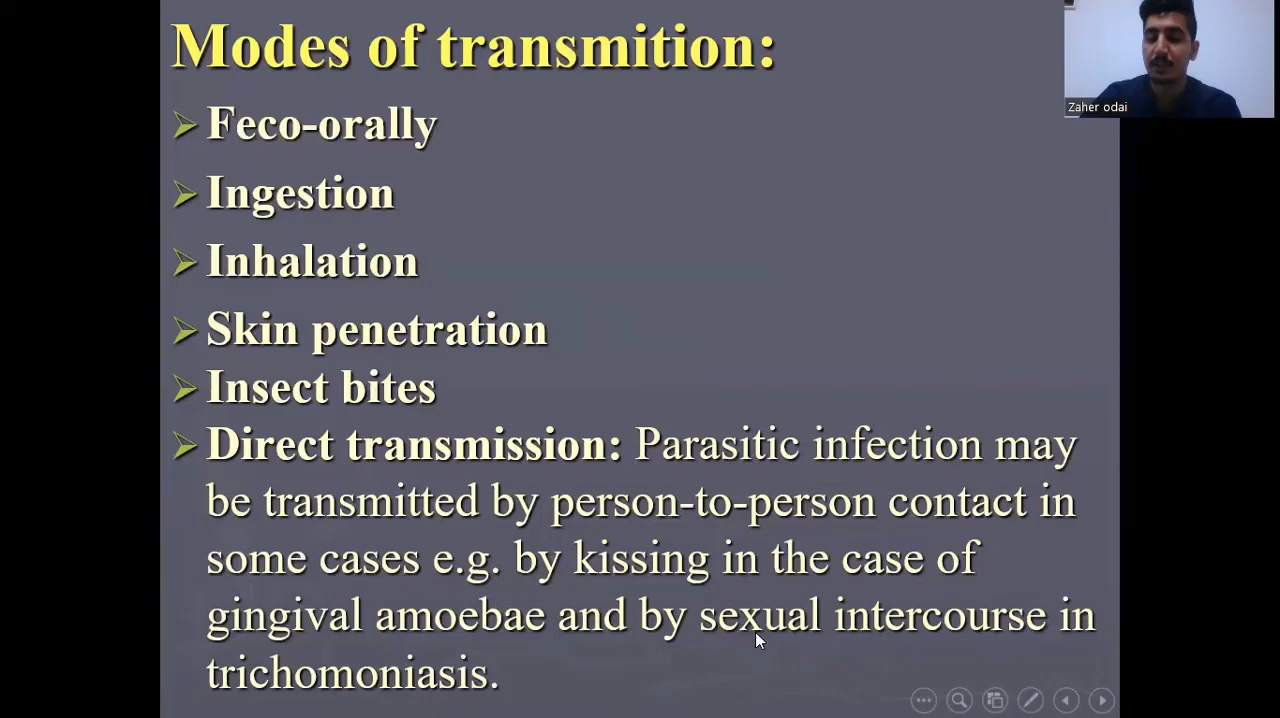 Modes of transmition:
Feco-orally
Ingestion
Inhalation
Skin penetration
Insect bites
Direct transmission: Parasitic infection may
be transmitted by person-to-person contact in
some cases e.g. by kissing in the case of
gingival amoebae and by sexual intercourse in
trichomoniasis.
Zaher odai